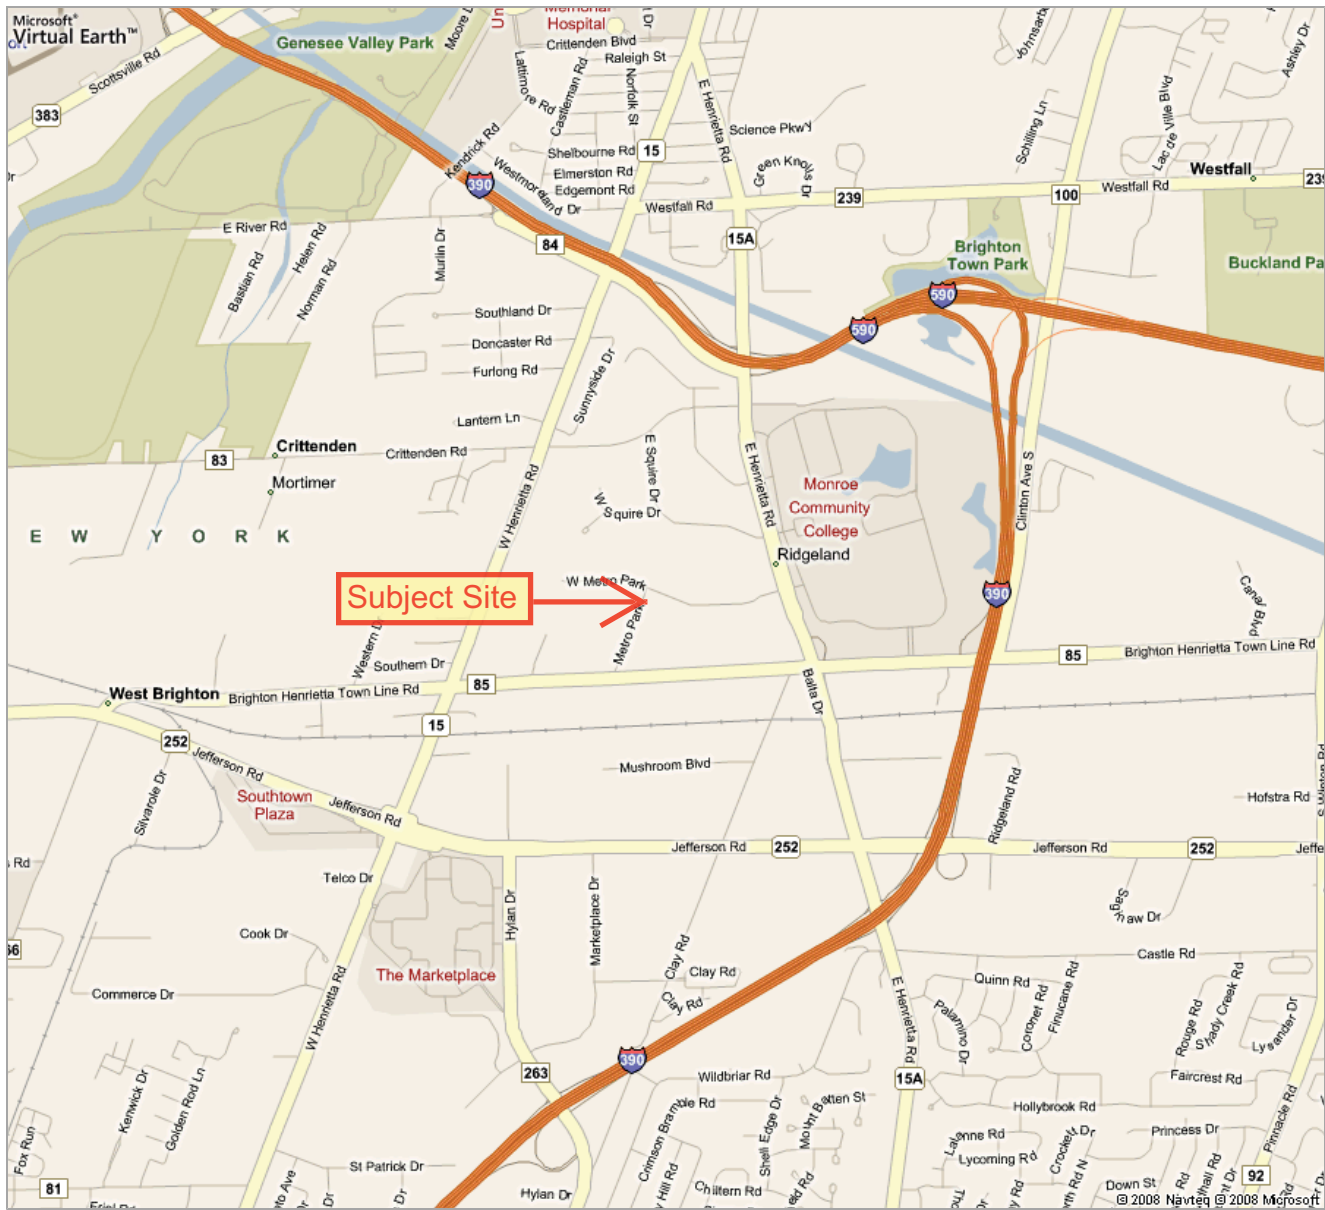 Microsoft®
Virtual Earth™
Scottsville Rd
383
Genesee Valley Park
Moore
Memorial
Hospital
Dr
Crittenden Blvd
Raleigh St
Lattimore Rd
Castleman Rd
Norfolk St
E Henrietta Rd
Science Pkwy
Green Knolls Dr
Schilling Ln
Lac de Ville Blvd
Ashley Dr
Kendrick Rd
Shelbourne Rd
15
Elmerston Rd
Edgemont Rd
Westmoreland Dr
390
Westfall Rd
239
100
Westfall Rd
Westfall
E River Rd
84
15A
Murlin Dr
Bastian Rd
Helen Rd
Norman Rd
Brighton
Town Park
Buckland Pa
590
590
Southland Dr
Doncaster Rd
Furlong Rd
Sunnyside Dr
Lantern Ln
Crittenden
83
Crittenden Rd
Mortimer
E Squire Dr
W Squire Dr
W Henrietta Rd
E Henrietta Rd
Monroe
Community
College
Clinton Ave S
E W Y O R K
Ridgeland
W Metro Park
Subject Site
Metro Park
390
Canal Blvd
Western Dr
Southern Dr
85
Brighton Henrietta Town Line Rd
West Brighton
Brighton Henrietta Town Line Rd
85
Balta Dr
15
252
Jefferson Rd
Mushroom Blvd
Silvarole Dr
Southtown
Plaza
Jefferson Rd
Ridgeland Rd
Hofstra Rd
Jefferson Rd
252
Jefferson Rd
252
Jeffe
Rd
Telco Dr
Hylan Dr
Marketplace Dr
Saginaw Dr
Cook Dr
Clay Rd
Castle Rd
The Marketplace
Clay Rd
Clay Rd
Commerce Dr
W Henrietta Rd
E Henrietta Rd
Quinn Rd
Palamino Dr
Coronet Rd
Finucane Rd
Rouge Rd
Shady Creek Rd
Lysander Dr
390
263
Wildbriar Rd
15A
Faircrest Rd
Kenwick Dr
Golden Rod Ln
Crimson Bramble Rd
Shell Edge Dr
Mount Batten St
Hollybrook Rd
Pinnacle Rd
Fox Run
LaLanne Rd
Crockett Dr
Princess Dr
Lycoming Rd
St Patrick Dr
81
Hylan Dr
Hill Rd
Chiltern Rd
Down St
92
© 2008 Navteq © 2008 Microsoft